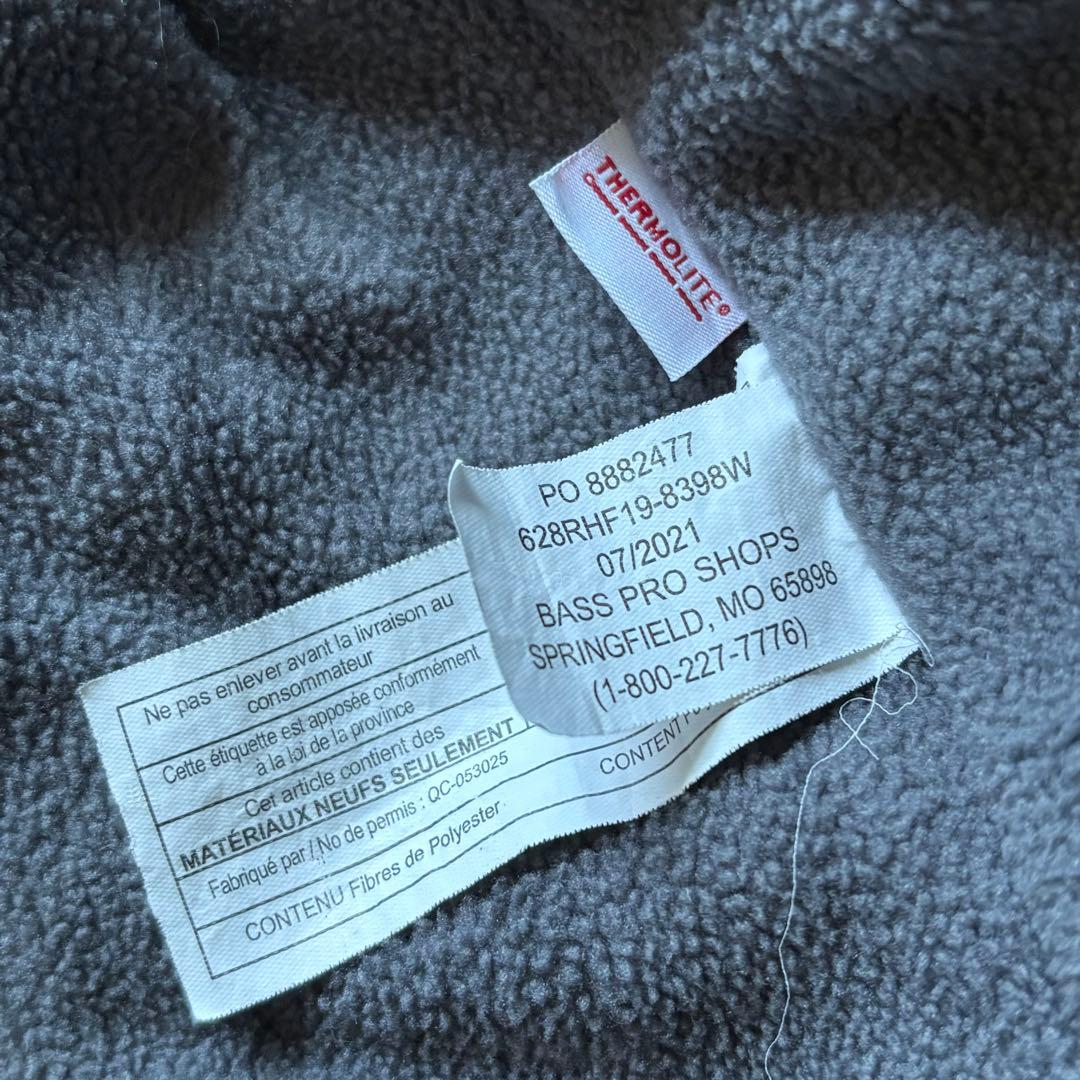 THERMOLITE®
PO 8882477
628RHF19-8398W
07/2021
BASS PRO SHOPS
SPRINGFIELD, MO 65898
(1-800-227-7776)
Ne pas enlever avant la livraison au
consommateur
Cette étiquette est apposée conformément
à la loi de la province
Cet article contient des
MATÉRIAUX NEUFS SEULEMENT
Fabriqué par / No de permis : QC-053025
CONTENU Fibres de Polyester
CONTENT